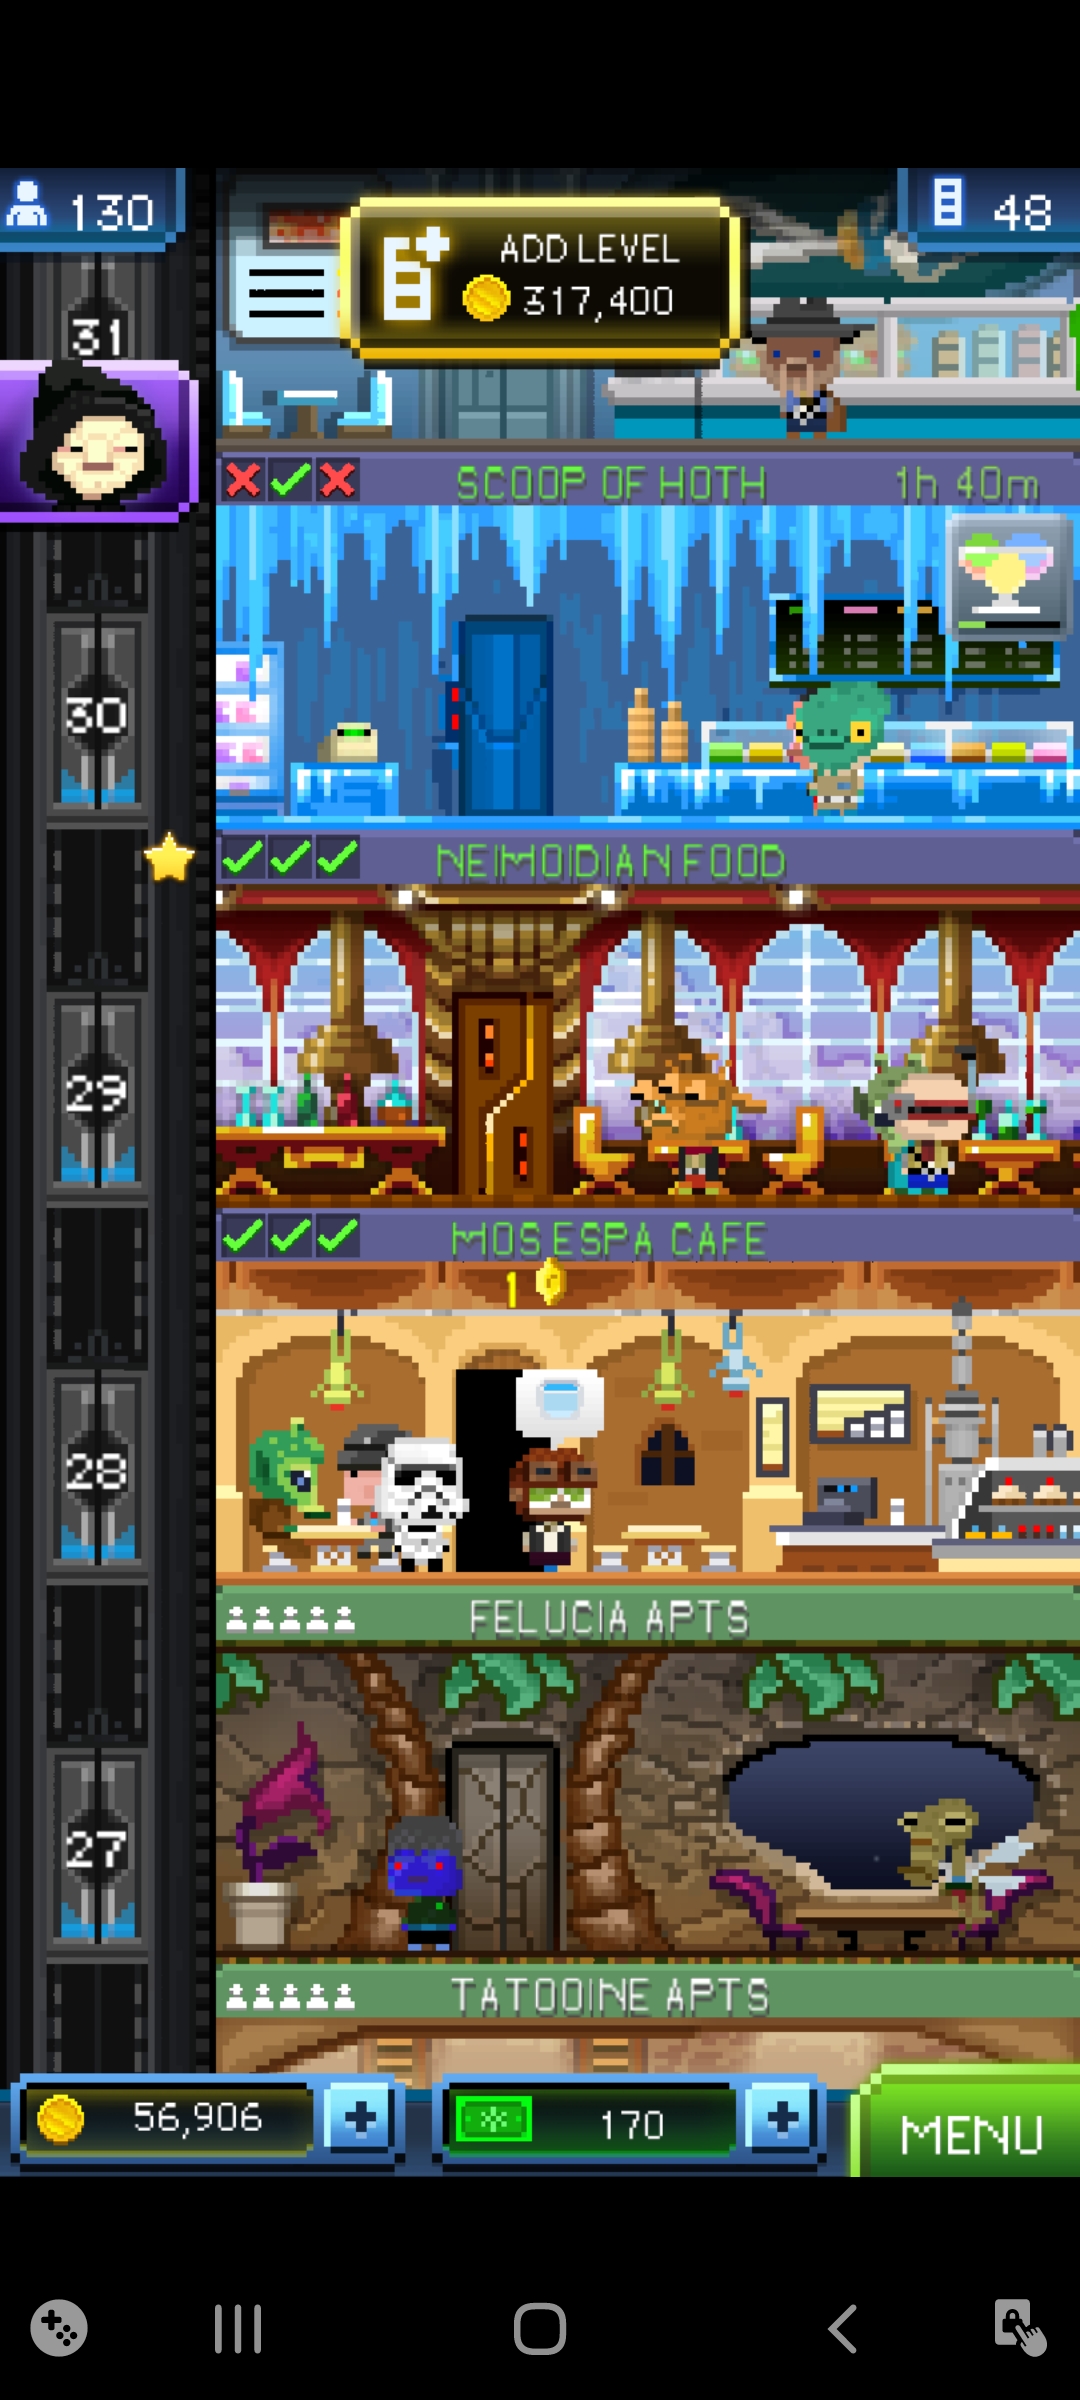 130
48
ADD LEVEL
317,400
31
SCOOP OF HOTH
1h 40m
30
NEIMOIDIAN FOOD
29
MOS ESPA CAFE
1
28
FELUCIA APTS
27
TATOOINE APTS
56,906
170
MENU